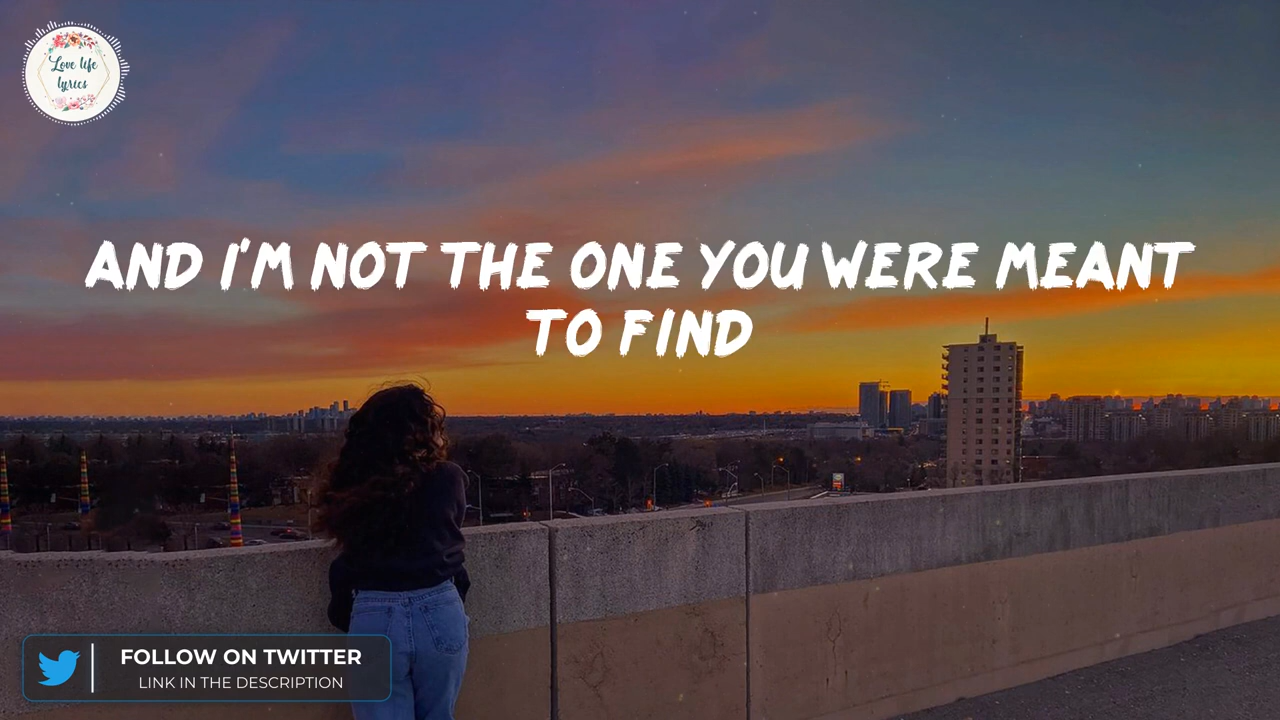 Love life
lyrics
AND I'M NOT THE ONE YOU WERE MEANT
TO FIND
FOLLOW ON TWITTER
LINK IN THE DESCRIPTION